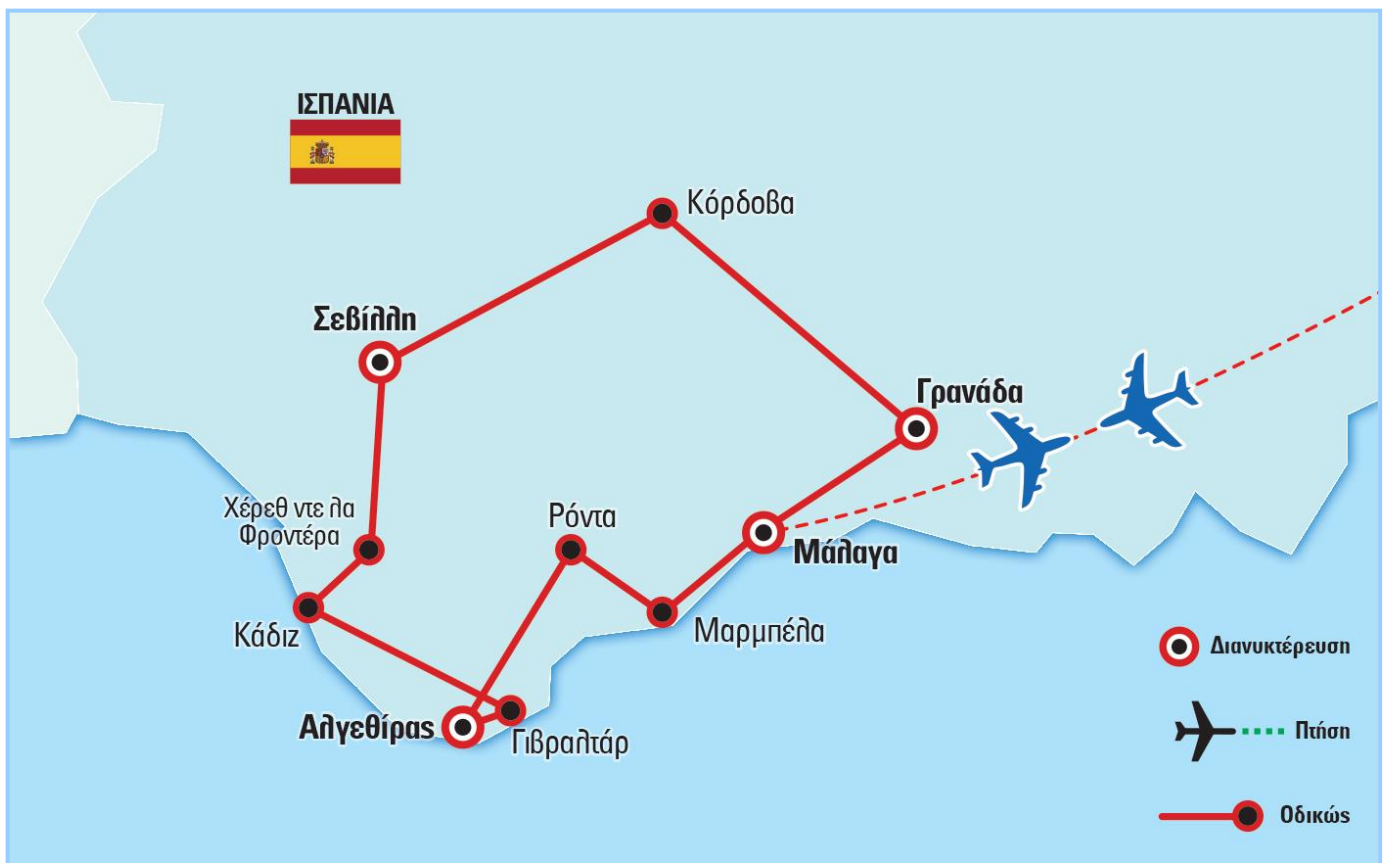 ΙΣΠΑΝΙΑ
Κόρδοβα
Σεβίλλη
Γρανάδα
Χέρεθ ντε λα
Φροντέρα
Ρόντα
Μάλαγα
Κάδιζ
Μαρμπέλα
Αλγεθίρας
Γιβραλτάρ
Διανυκτέρευση
Πτήση
Οδικώς